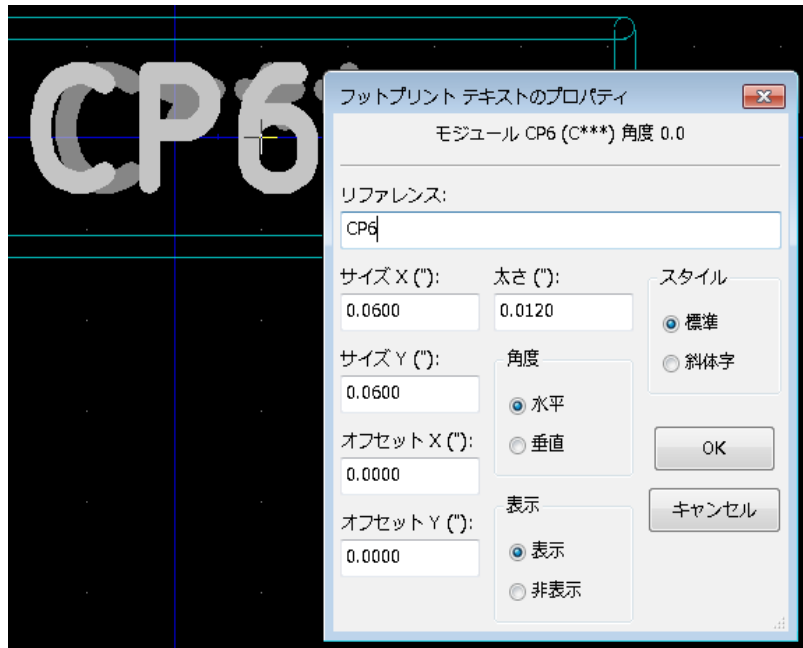 CP6
フットプリント テキストのプロパティ
モジュール CP6 (C***) 角度 0.0
リファレンス:
CP6
サイズ X ("):
太さ ("):
スタイル
0.0600
0.0120
標準
斜体字
サイズ Y ("):
角度
0.0600
水平
垂直
オフセット X ("):
0.0000
OK
キャンセル
オフセット Y ("):
表示
0.0000
表示
非表示